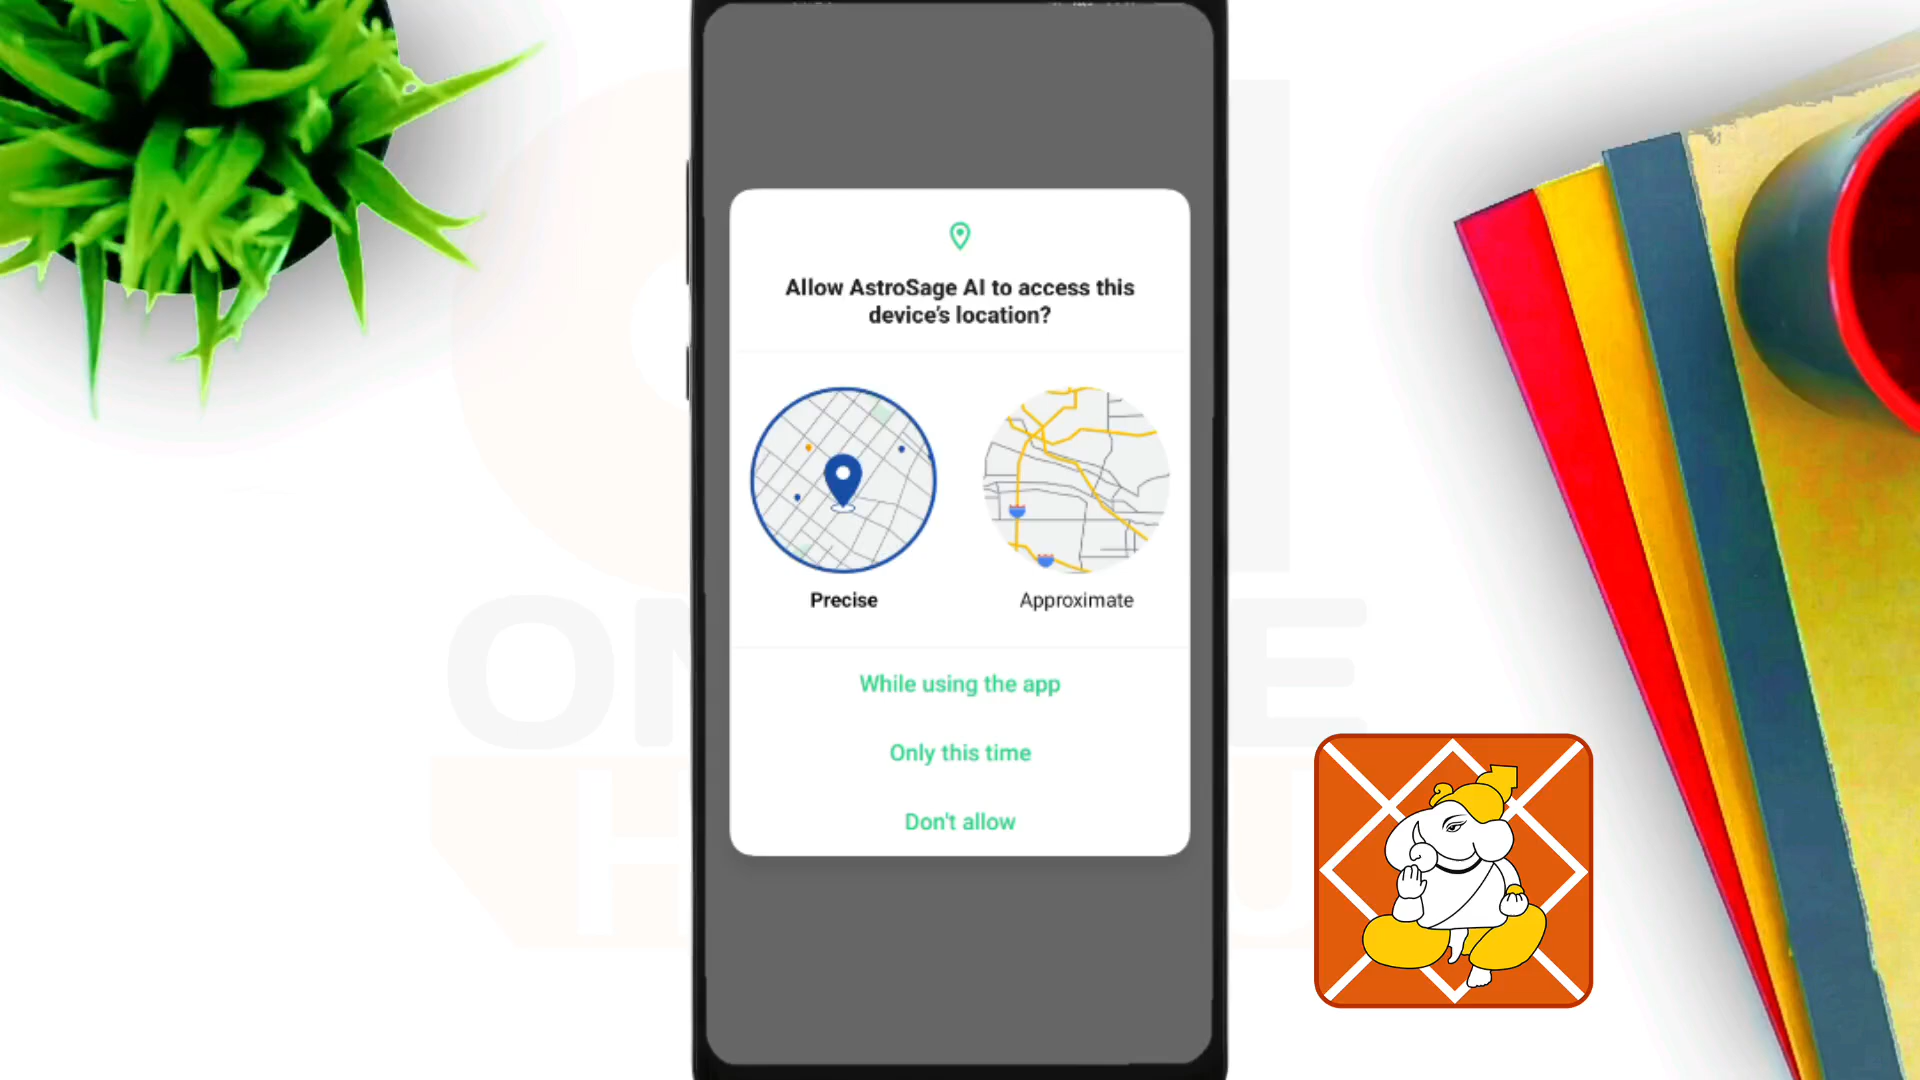 Allow AstroSage AI to access this
device's location?
Precise
Approximate
While using the app
Only this time
Don't allow